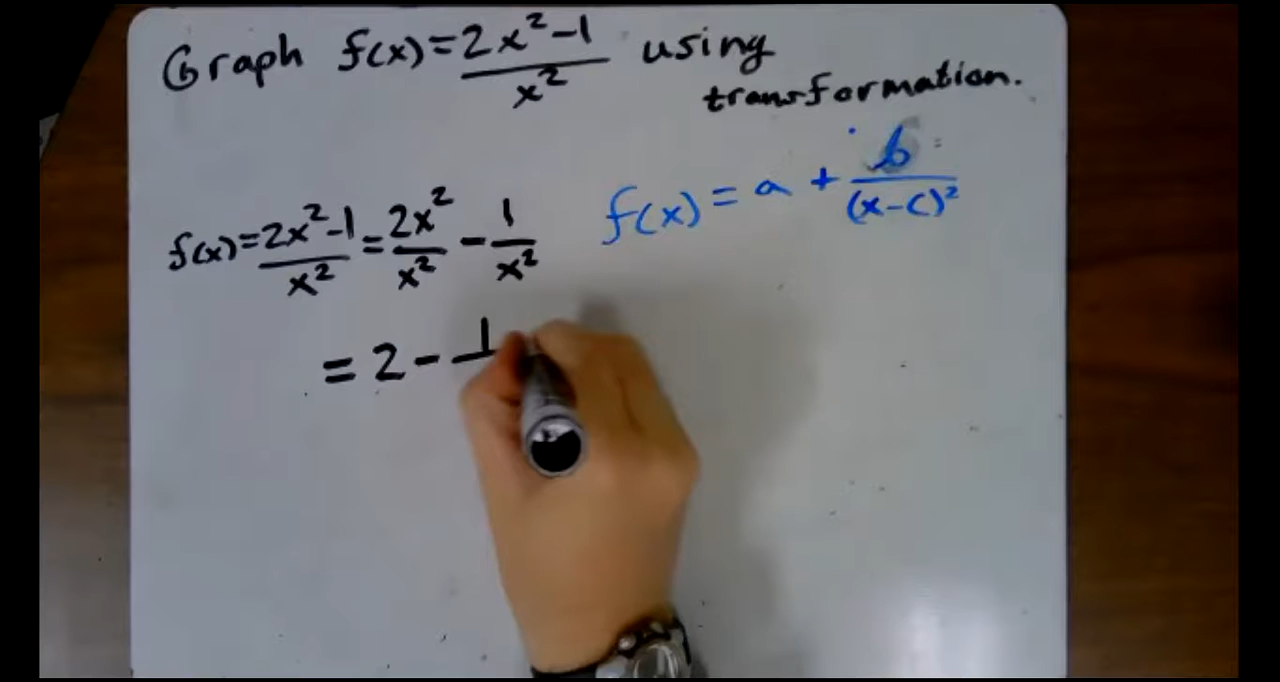 Graph f(x) = (2x² - 1) / x² using
transformation.
f(x) = a + b / (x - c)²
f(x) = (2x² - 1) / x² = 2x² / x² - 1 / x²
= 2 - 1